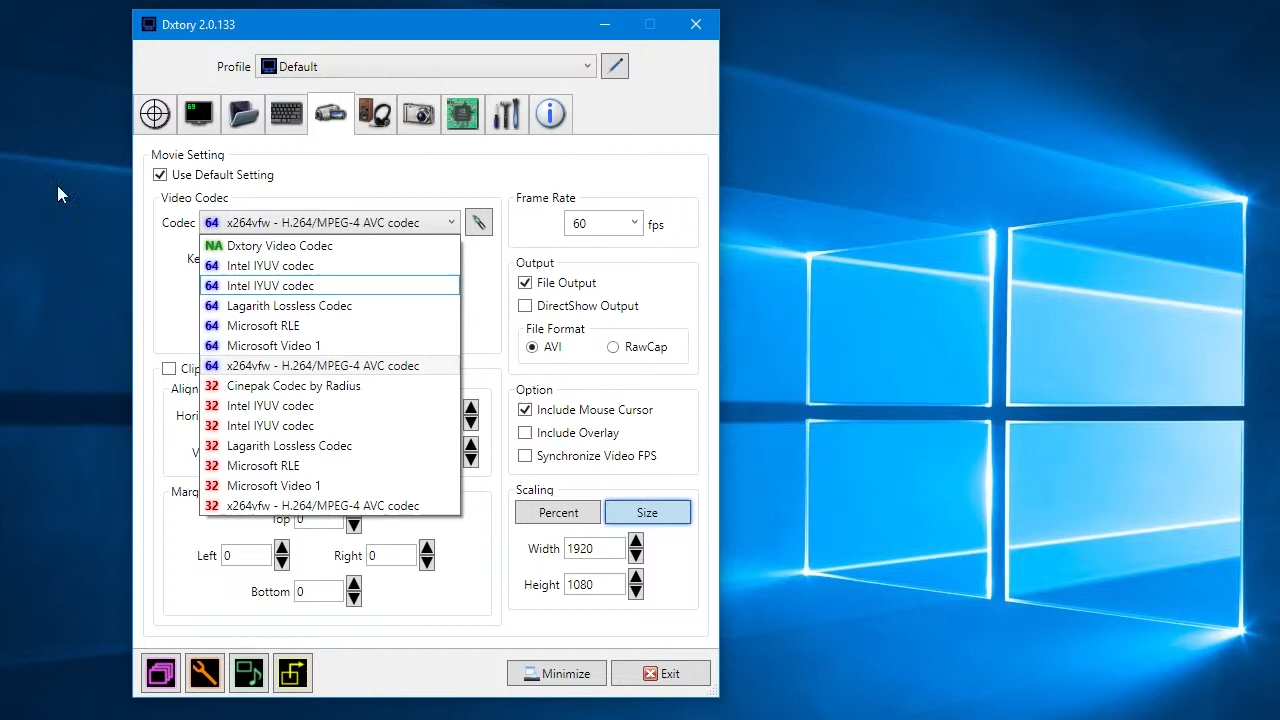 Dxtory 2.0.133
Profile Default
69
Movie Setting
Use Default Setting
Video Codec
Codec 64 x264vfw - H.264/MPEG-4 AVC codec
NA Dxtory Video Codec
64 Intel IYUV codec
64 Intel IYUV codec
64 Lagarith Lossless Codec
64 Microsoft RLE
64 Microsoft Video 1
64 x264vfw - H.264/MPEG-4 AVC codec
32 Cinepak Codec by Radius
32 Intel IYUV codec
32 Intel IYUV codec
32 Lagarith Lossless Codec
32 Microsoft RLE
32 Microsoft Video 1
32 x264vfw - H.264/MPEG-4 AVC codec
Top 0
Left 0 Right 0
Bottom 0
Frame Rate
60 fps
Output
File Output
DirectShow Output
File Format
AVI RawCap
Option
Include Mouse Cursor
Include Overlay
Synchronize Video FPS
Scaling
Percent Size
Width 1920
Height 1080
Minimize Exit